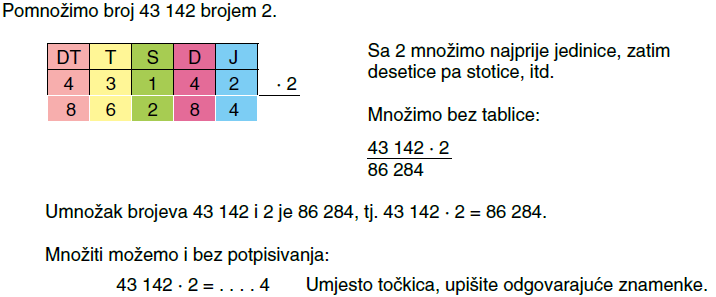 Pomnožimo broj 43 142 brojem 2.
DT T S D J
4 3 1 4 2 · 2
8 6 2 8 4
Sa 2 množimo najprije jedinice, zatim
desetice pa stotice, itd.
Množimo bez tablice:
43 142 · 2
86 284
Umnožak brojeva 43 142 i 2 je 86 284, tj. 43 142 · 2 = 86 284.
Množiti možemo i bez potpisivanja:
43 142 · 2 = . . . . 4 Umjesto točkica, upišite odgovarajuće znamenke.